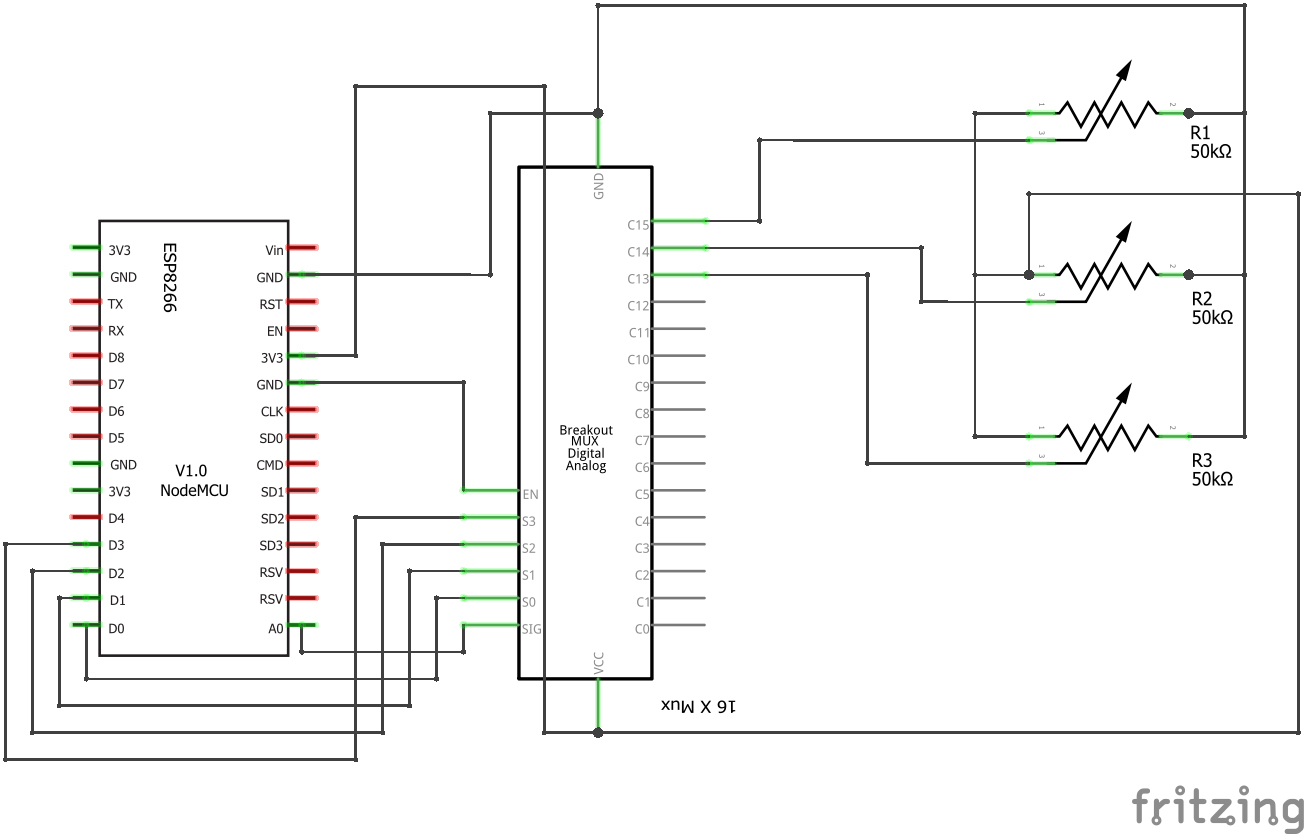 ESP8266
3V3
GND
TX
RX
D8
D7
D6
D5
GND
3V3
D4
D3
D2
D1
D0
Vin
GND
RST
EN
3V3
GND
CLK
SD0
CMD
SD1
SD2
SD3
RSV
RSV
A0
V1.0
NodeMCU
GND
C15
C14
C13
C12
C11
C10
C9
C8
C7
C6
C5
C4
C3
C2
C1
C0
Breakout
MUX
Digital
Analog
EN
S3
S2
S1
S0
SIG
VCC
16 X Mux
1
2
3
R1
50kΩ
1
2
3
R2
50kΩ
1
2
3
R3
50kΩ
fritzing